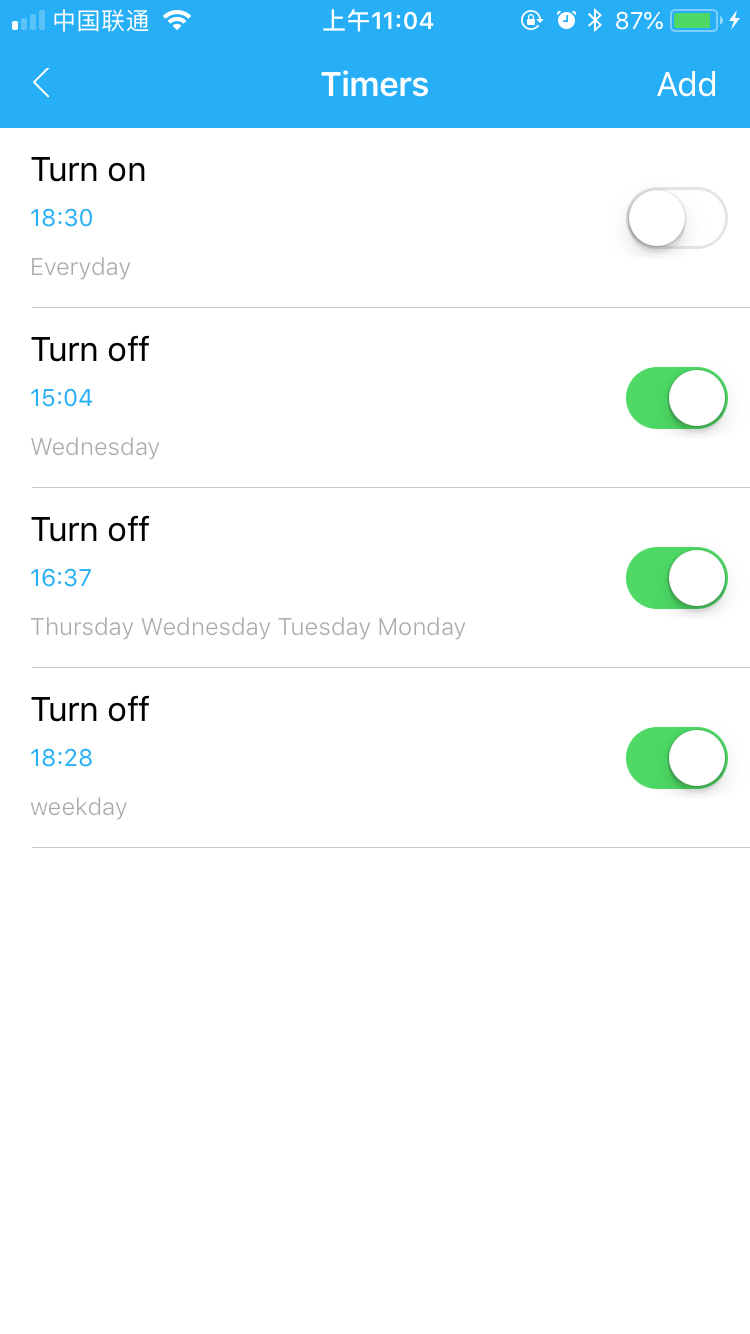 中国联通 上午11:04 87%
Timers Add
Turn on
18:30
Everyday
Turn off
15:04
Wednesday
Turn off
16:37
Thursday Wednesday Tuesday Monday
Turn off
18:28
weekday